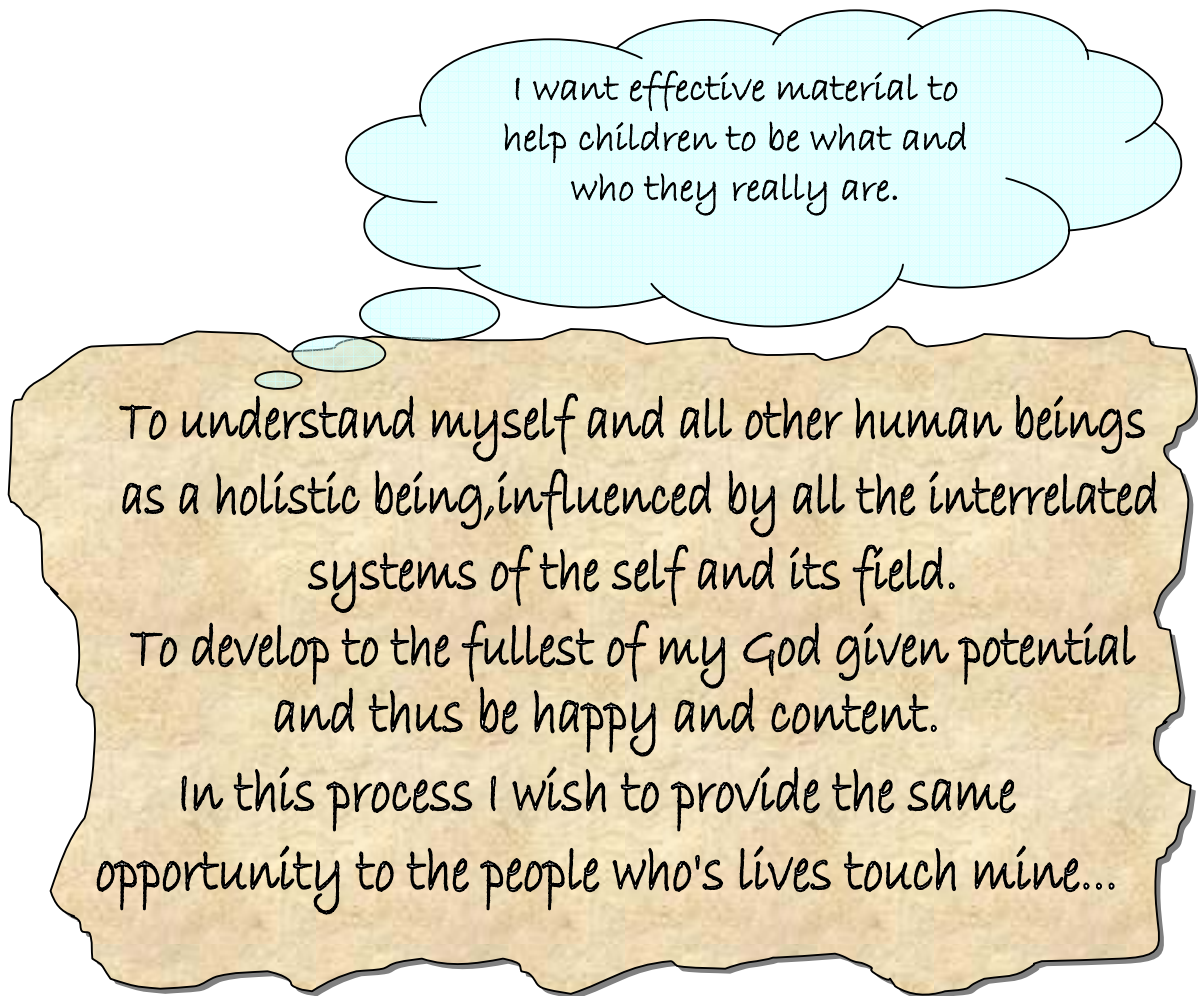 I want effective material to
help children to be what and
who they really are.
To understand myself and all other human beings
as a holistic being,influenced by all the interrelated
systems of the self and its field.
To develop to the fullest of my God given potential
and thus be happy and content.
In this process I wish to provide the same
opportunity to the people who's lives touch mine...